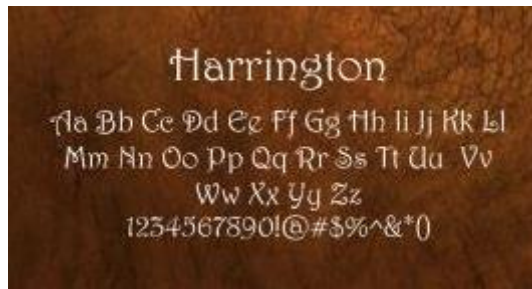 Harrington
Aa Bb Cc Dd Ee Ff Gg Hh Ii Jj Kk Ll
Mm Nn Oo Pp Qq Rr Ss Tt Uu Vv
Ww Xx Yy Zz
1234567890!@#$%^&*()